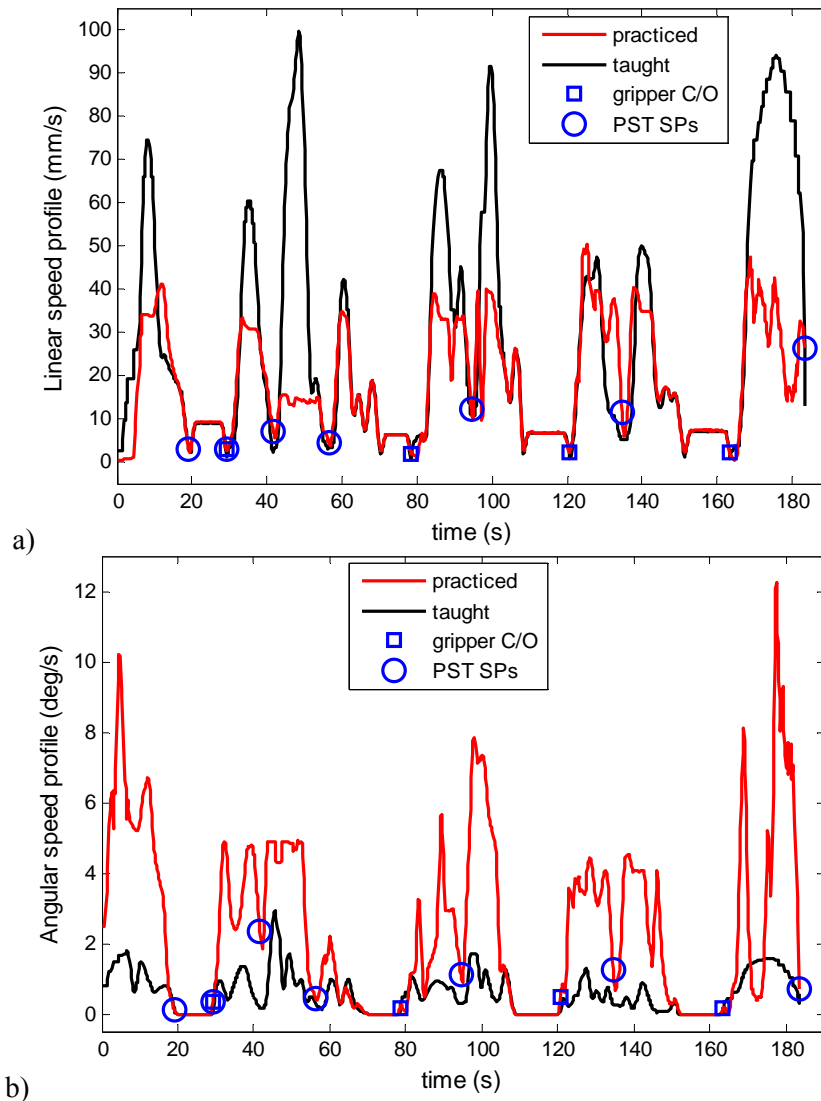 100
90
80
70
60
50
40
30
20
10
0
Linear speed profile (mm/s)
practiced
taught
gripper C/O
PST SPs
0 20 40 60 80 100 120 140 160 180
time (s)
a)
12
10
8
6
4
2
0
Angular speed profile (deg/s)
practiced
taught
gripper C/O
PST SPs
0 20 40 60 80 100 120 140 160 180
time (s)
b)